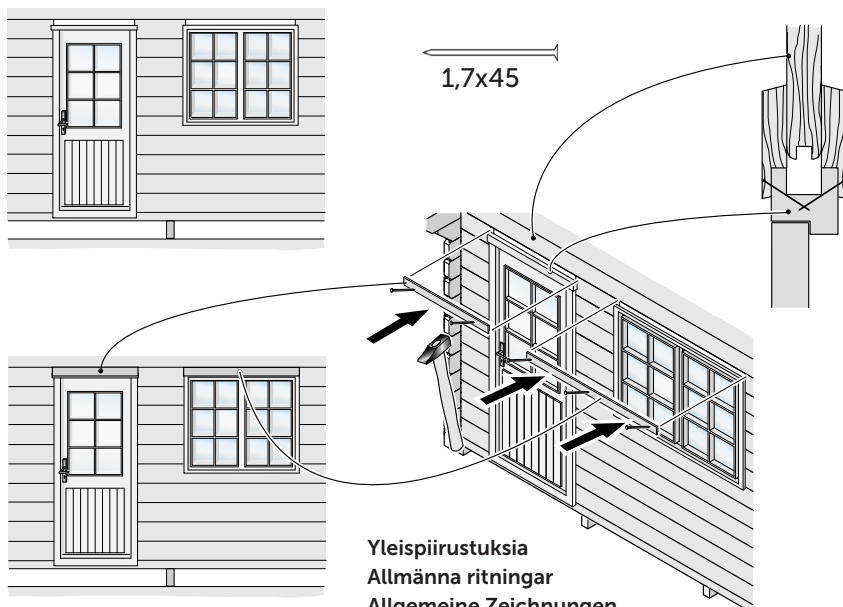 1,7x45
Yleispiirustuksia
Allmänna ritningar
Allgemeine Zeichnungen